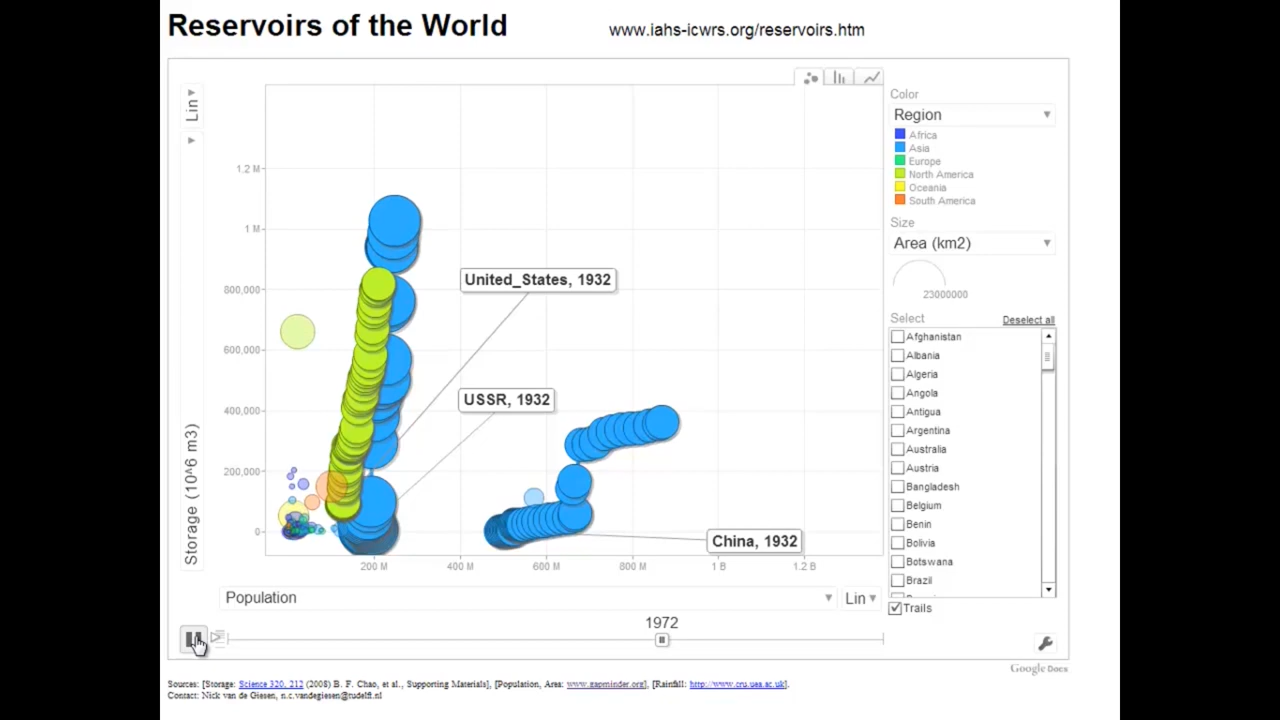 Reservoirs of the World
www.iahs-icwrs.org/reservoirs.htm
Lin
Color
Region
Africa
Asia
Europe
North America
Oceania
South America
Size
Area (km2)
23000000
Select
Deselect all
Afghanistan
Albania
Algeria
Angola
Antigua
Argentina
Australia
Austria
Bangladesh
Belgium
Benin
Bolivia
Botswana
Brazil
Trails
1.2 M
1 M
800,000
600,000
400,000
200,000
0
Storage (10^6 m3)
United_States, 1932
USSR, 1932
China, 1932
200 M
400 M
600 M
800 M
1 B
1.2 B
Population
Lin
1972
Google Docs
Sources: [Storage: Science 320, 212 (2008) B. F. Chao, et al., Supporting Materials], [Population, Area: www.gapminder.org], [Rainfall: http://www.cru.uea.ac.uk].
Contact: Nick van de Giesen, n.c.vandegiesen@tudelft.nl